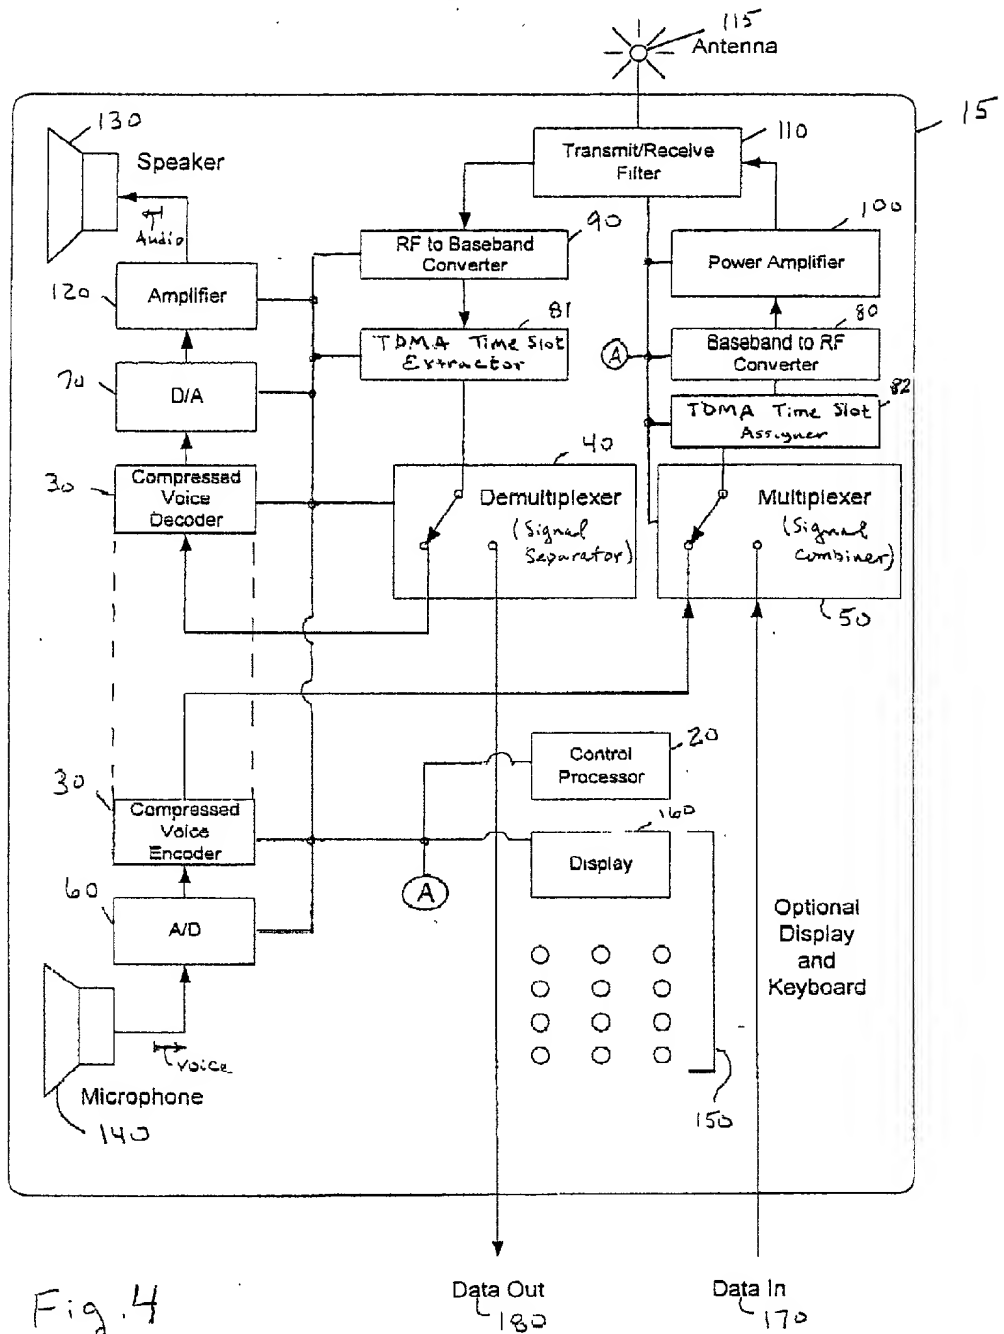 115
Antenna
15
130
Speaker
110
Transmit/Receive
Filter
Audio
90
RF to Baseband
Converter
100
Power Amplifier
120
Amplifier
81
TDMA Time Slot
Extractor
A
80
Baseband to RF
Converter
70
D/A
82
TDMA Time Slot
Assigner
30
Compressed
Voice
Decoder
40
Demultiplexer
(Signal
Separator)
Multiplexer
(Signal
Combiner)
50
20
Control
Processor
30
Compressed
Voice
Encoder
160
Display
A
60
A/D
Optional
Display
and
Keyboard
Voice
Microphone
140
150
Data Out
180
Data In
170
Fig. 4